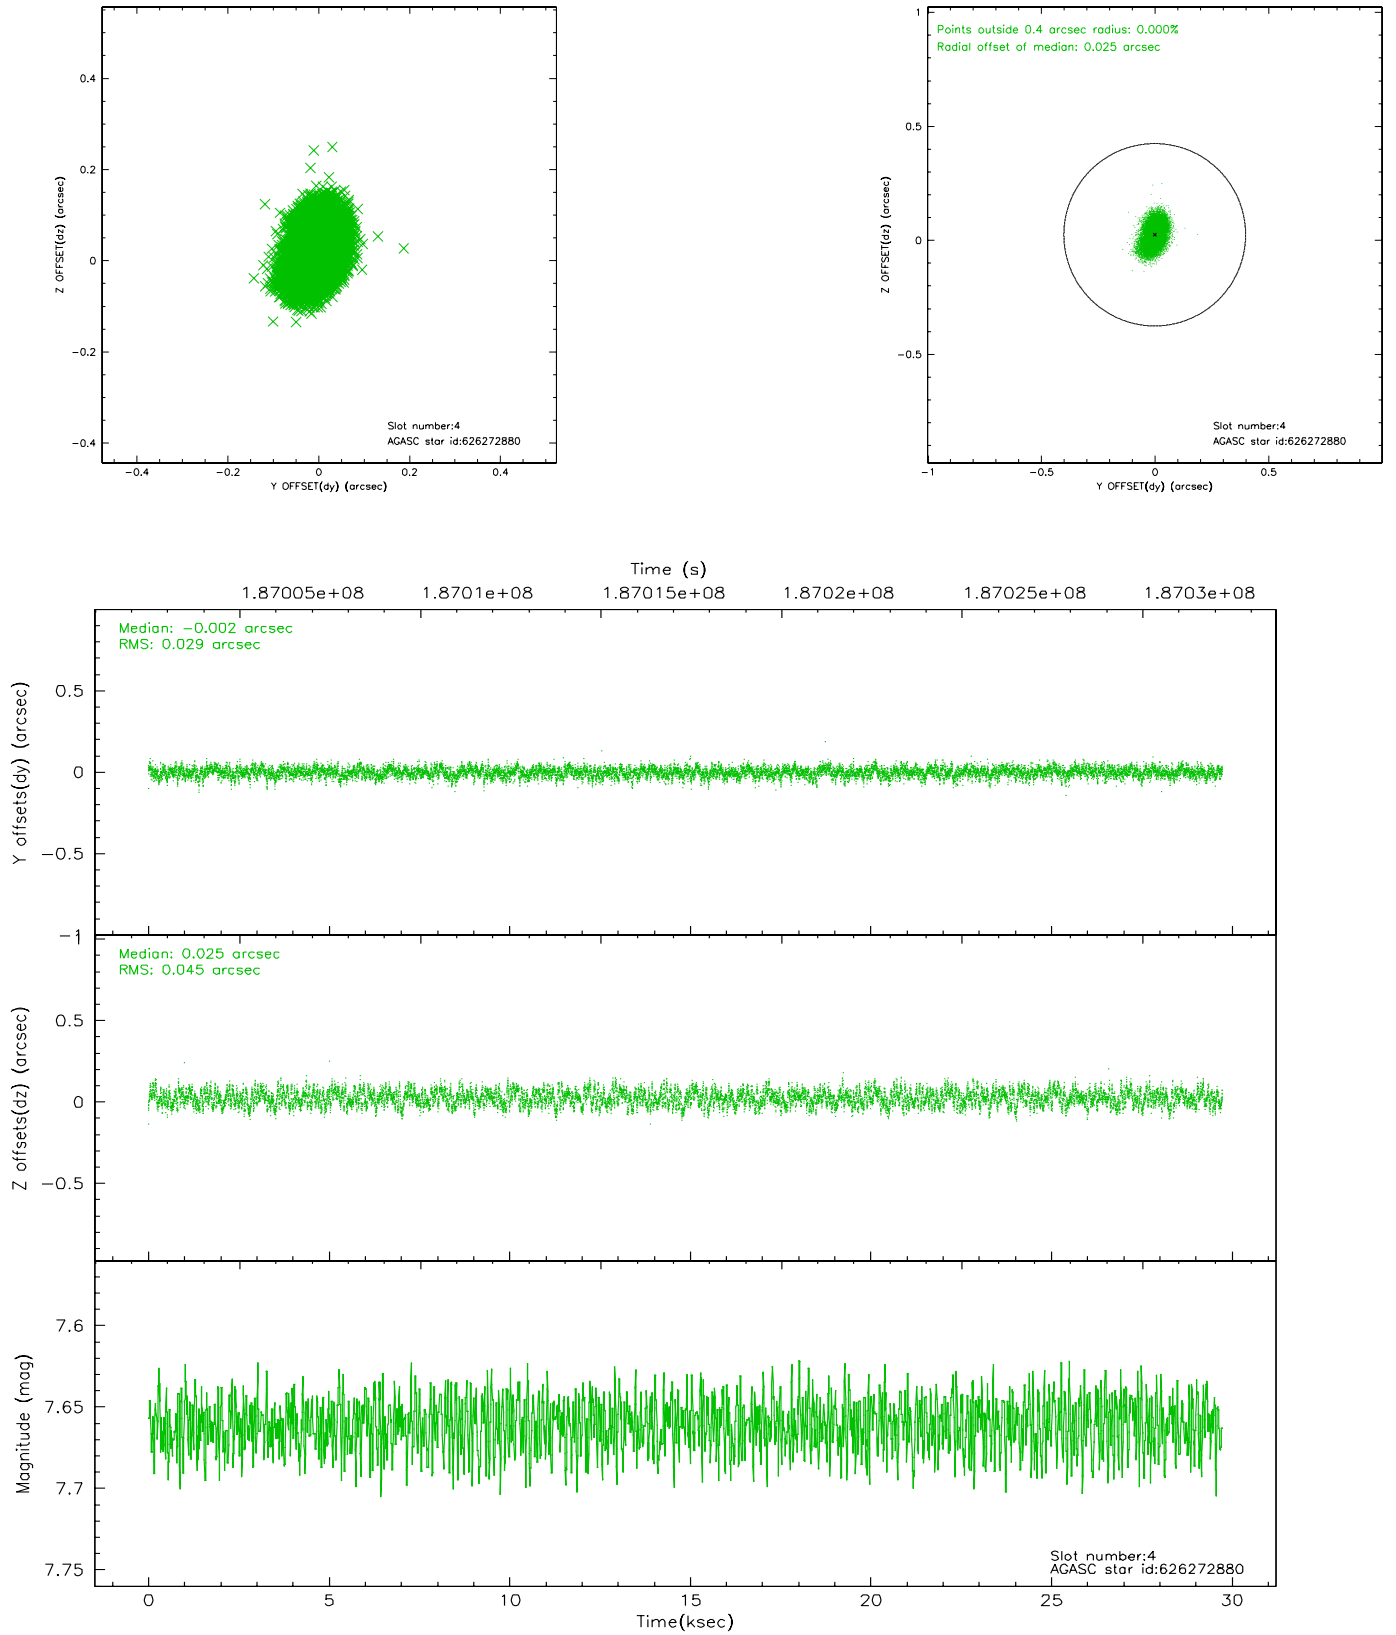 0.4
0.2
0
−0.2
−0.4
Z OFFSET(dz) (arcsec)
−0.4 −0.2 0 0.2 0.4
Y OFFSET(dy) (arcsec)
Slot number:4
AGASC star id:626272880
Points outside 0.4 arcsec radius: 0.000%
Radial offset of median: 0.025 arcsec
1
0.5
0
−0.5
Z OFFSET(dz) (arcsec)
−1 −0.5 0 0.5
Y OFFSET(dy) (arcsec)
Slot number:4
AGASC star id:626272880
Time (s)
1.87005e+08 1.8701e+08 1.87015e+08 1.8702e+08 1.87025e+08 1.8703e+08
Median: −0.002 arcsec
RMS: 0.029 arcsec
0.5
0
−0.5
−1
Y offsets(dy) (arcsec)
Median: 0.025 arcsec
RMS: 0.045 arcsec
1
0.5
0
−0.5
Z offsets(dz) (arcsec)
7.6
7.65
7.7
7.75
Magnitude (mag)
Slot number:4
AGASC star id:626272880
0 5 10 15 20 25 30
Time(ksec)